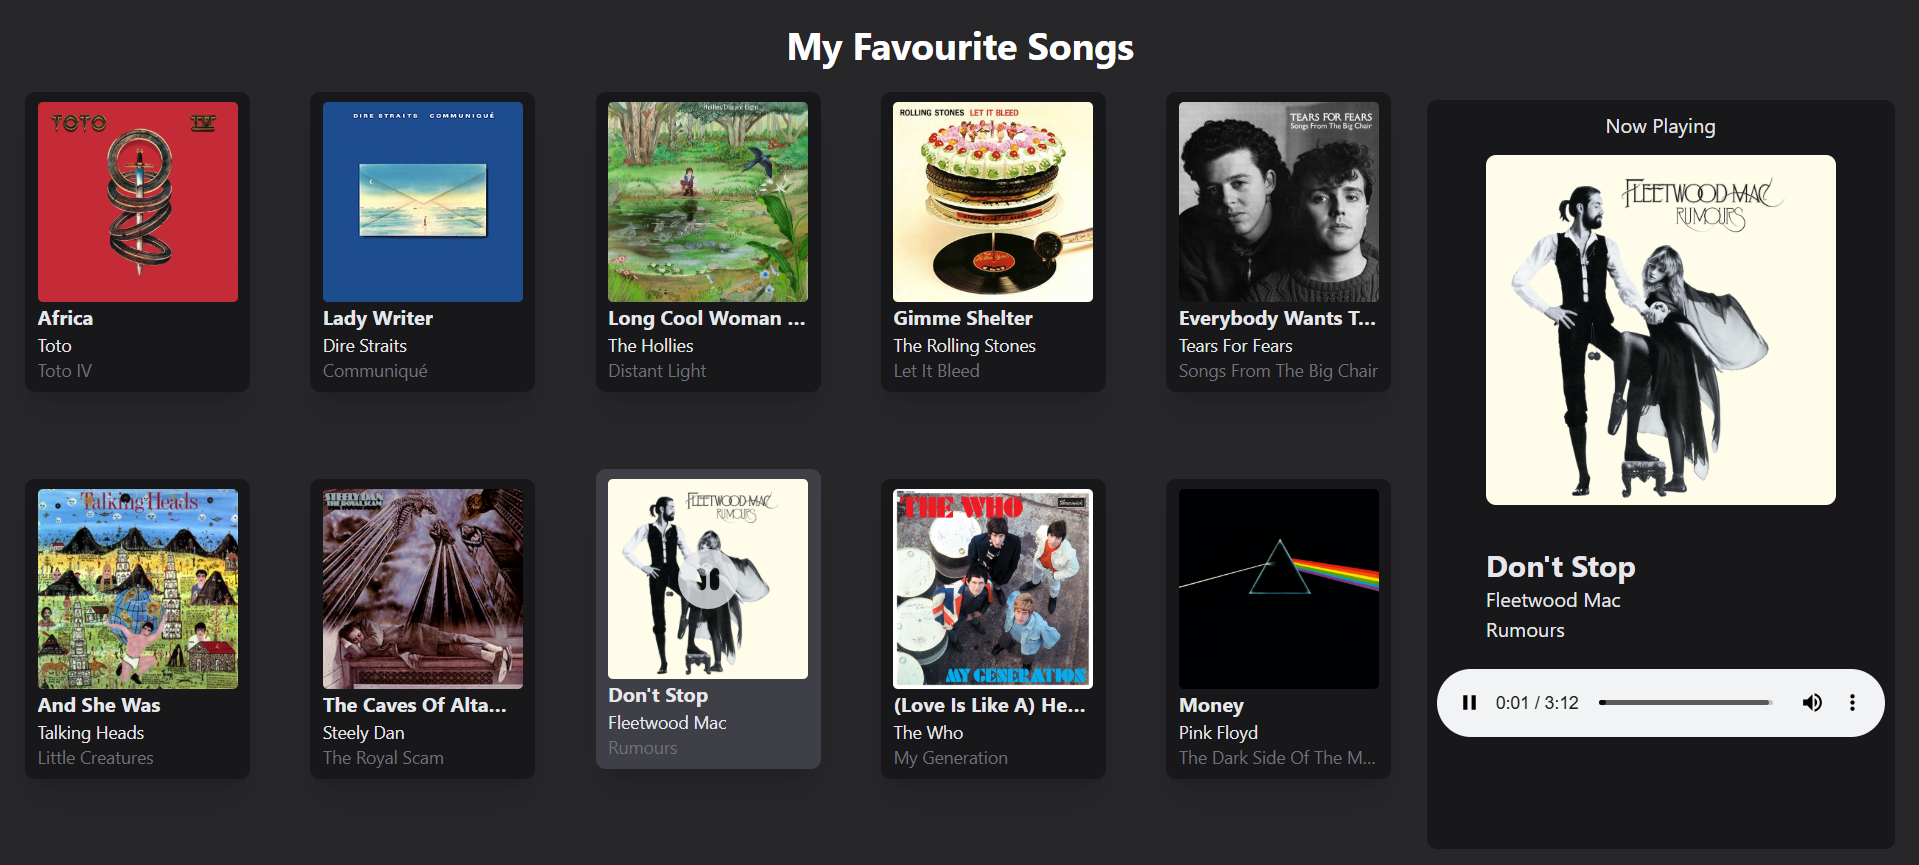 My Favourite Songs
TOTO IV
Africa
Toto
Toto IV
DIRE STRAITS COMMUNIQUÉ
Lady Writer
Dire Straits
Communiqué
Hollies/Distant Light
Long Cool Woman ...
The Hollies
Distant Light
ROLLING STONES LET IT BLEED
Gimme Shelter
The Rolling Stones
Let It Bleed
TEARS FOR FEARS
Songs From The Big Chair
Everybody Wants T...
Tears For Fears
Songs From The Big Chair
Talking Heads
And She Was
Talking Heads
Little Creatures
STEELY DAN
THE ROYAL SCAM
The Caves Of Alta...
Steely Dan
The Royal Scam
FLEETWOOD MAC
RUMOURS
Don't Stop
Fleetwood Mac
Rumours
THE WHO
MY GENERATION
(Love Is Like A) He...
The Who
My Generation
Money
Pink Floyd
The Dark Side Of The M...
Now Playing
FLEETWOOD MAC
RUMOURS
Don't Stop
Fleetwood Mac
Rumours
0:01 / 3:12